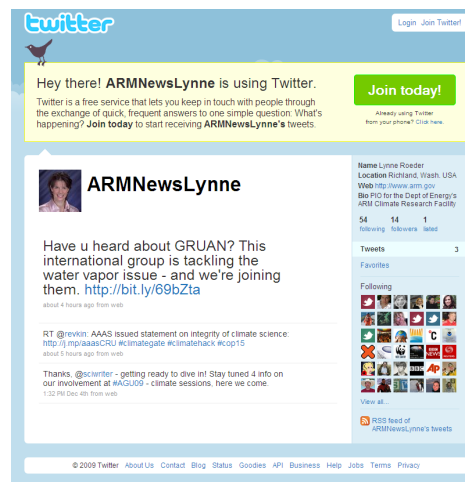 twitter
Login Join Twitter!
Hey there! ARMNewsLynne is using Twitter.
Twitter is a free service that lets you keep in touch with people through
the exchange of quick, frequent answers to one simple question: What's
happening? Join today to start receiving ARMNewsLynne's tweets.
Join today!
Already using Twitter
from your phone? Click here.
ARMNewsLynne
Have u heard about GRUAN? This
international group is tackling the
water vapor issue - and we're joining
them. http://bit.ly/69bZta
about 4 hours ago from web
RT @revkin: AAAS issued statement on integrity of climate science:
http://j.mp/aaasCRU #climategate #climatehack #cop15
about 5 hours ago from web
Thanks, @sciwriter - getting ready to dive in! Stay tuned 4 info on
our involvement at #AGU09 - climate sessions, here we come.
1:32 PM Dec 4th from web
Name Lynne Roeder
Location Richland, Wash. USA
Web http://www.arm.gov
Bio PIO for the Dept of Energy's
ARM Climate Research Facility
54 14 1
following followers listed
Tweets 3
Favorites
Following
°C
NEWS
BBC AP
View all...
RSS feed of
ARMNewsLynne's tweets
© 2009 Twitter About Us Contact Blog Status Goodies API Business Help Jobs Terms Privacy